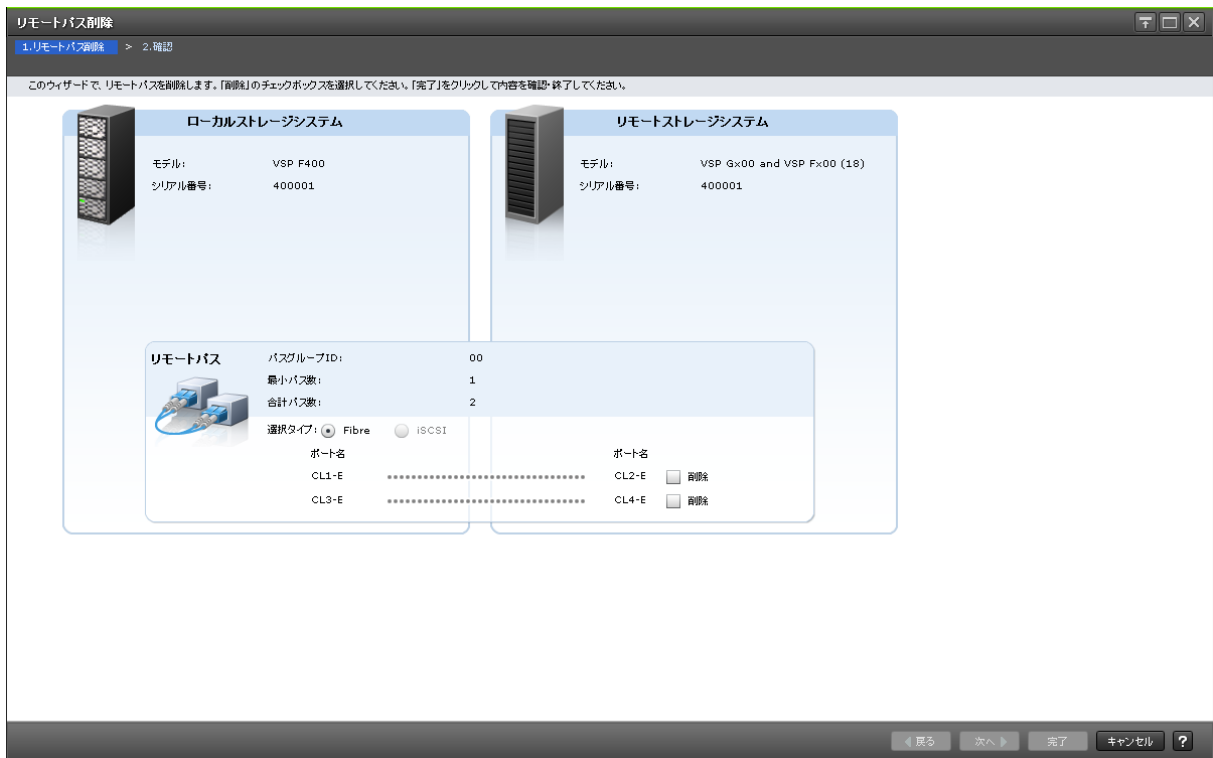 リモートパス削除
1.リモートパス削除 > 2.確認
このウィザードで、リモートパスを削除します。「削除」のチェックボックスを選択してください。「完了」をクリックして内容を確認・終了してください。
ローカルストレージシステム
モデル: VSP F400
シリアル番号: 400001
リモートストレージシステム
モデル: VSP Gx00 and VSP Fx00 (18)
シリアル番号: 400001
リモートパス
パスグループID: 00
最小パス数: 1
合計パス数: 2
選択タイプ: Fibre iSCSI
ポート名 ポート名
CL1-E CL2-E 削除
CL3-E CL4-E 削除
戻る 次へ 完了 キャンセル ?